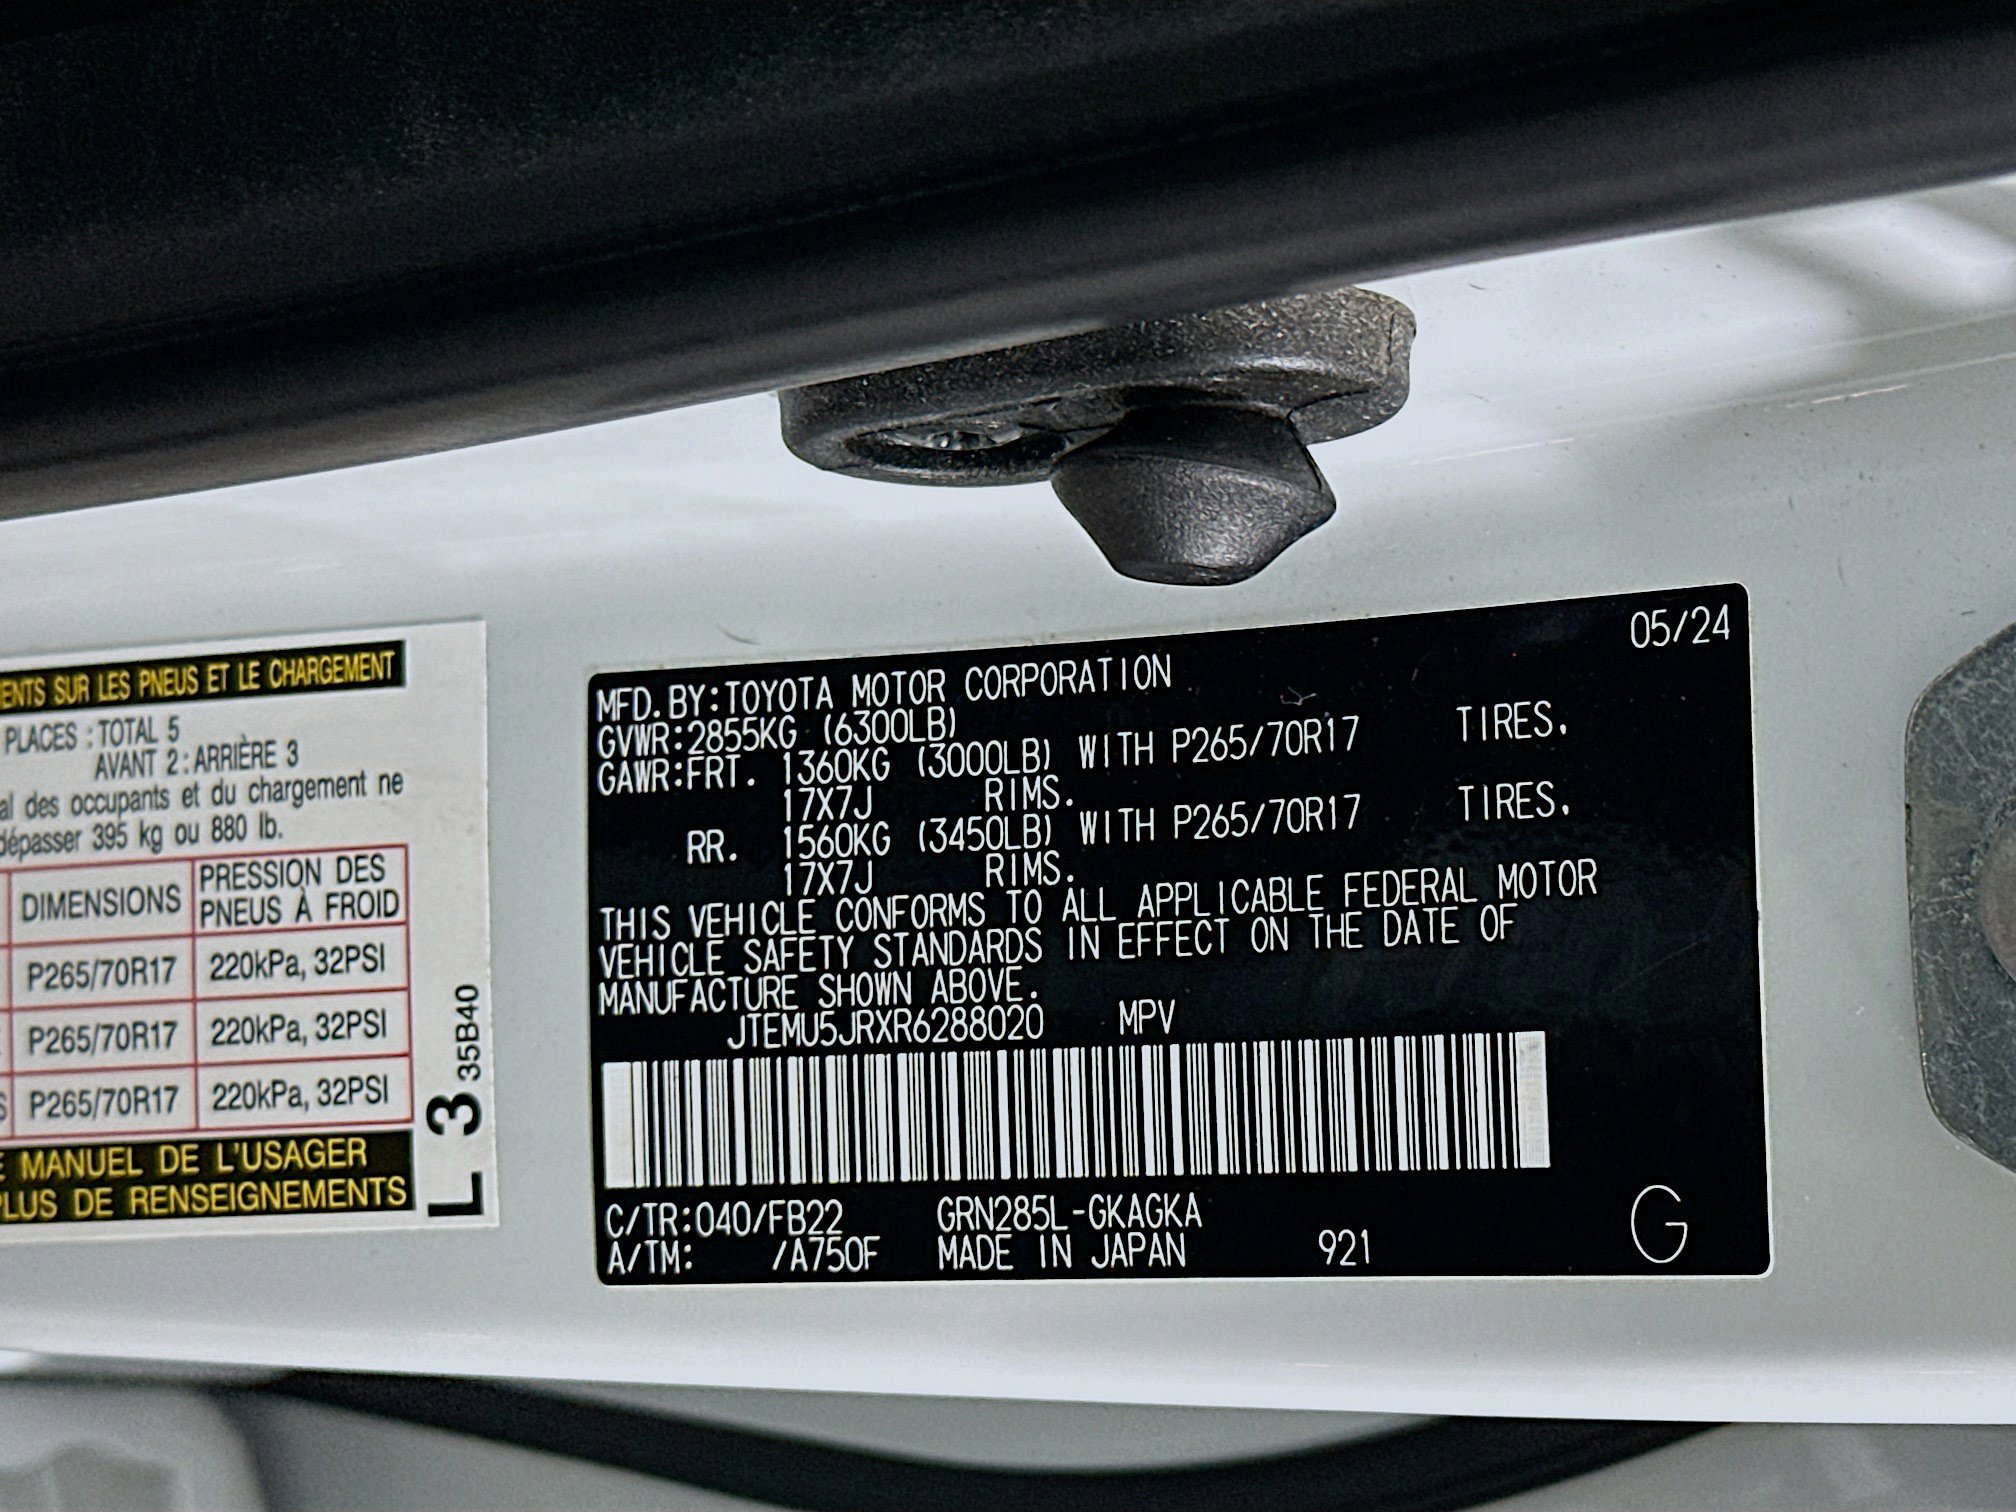 MENTS SUR LES PNEUS ET LE CHARGEMENT
PLACES : TOTAL 5
AVANT 2 : ARRIÈRE 3
al des occupants et du chargement ne
dépasser 395 kg ou 880 lb.
DIMENSIONS PRESSION DES PNEUS À FROID
P265/70R17 220kPa, 32PSI
P265/70R17 220kPa, 32PSI
S P265/70R17 220kPa, 32PSI
E MANUEL DE L'USAGER
PLUS DE RENSEIGNEMENTS
L 3 35B40
05/24
MFD. BY:TOYOTA MOTOR CORPORATION
GVWR:2855KG (6300LB)
GAWR:FRT. 1360KG (3000LB) WITH P265/70R17 TIRES.
17X7J RIMS.
RR. 1560KG (3450LB) WITH P265/70R17 TIRES.
17X7J RIMS.
THIS VEHICLE CONFORMS TO ALL APPLICABLE FEDERAL MOTOR
VEHICLE SAFETY STANDARDS IN EFFECT ON THE DATE OF
MANUFACTURE SHOWN ABOVE.
JTEMU5JRXR6288020 MPV
C/TR:040/FB22 GRN285L-GKAGKA
A/TM: /A750F MADE IN JAPAN 921 G